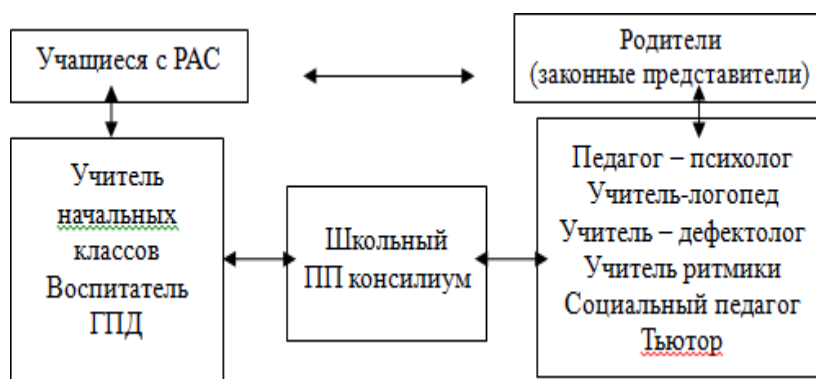 Учащиеся с РАС
Родители
(законные представители)
Учитель
начальных
классов
Воспитатель
ГПД
Школьный
ПП консилиум
Педагог – психолог
Учитель-логопед
Учитель – дефектолог
Учитель ритмики
Социальный педагог
Тьютор